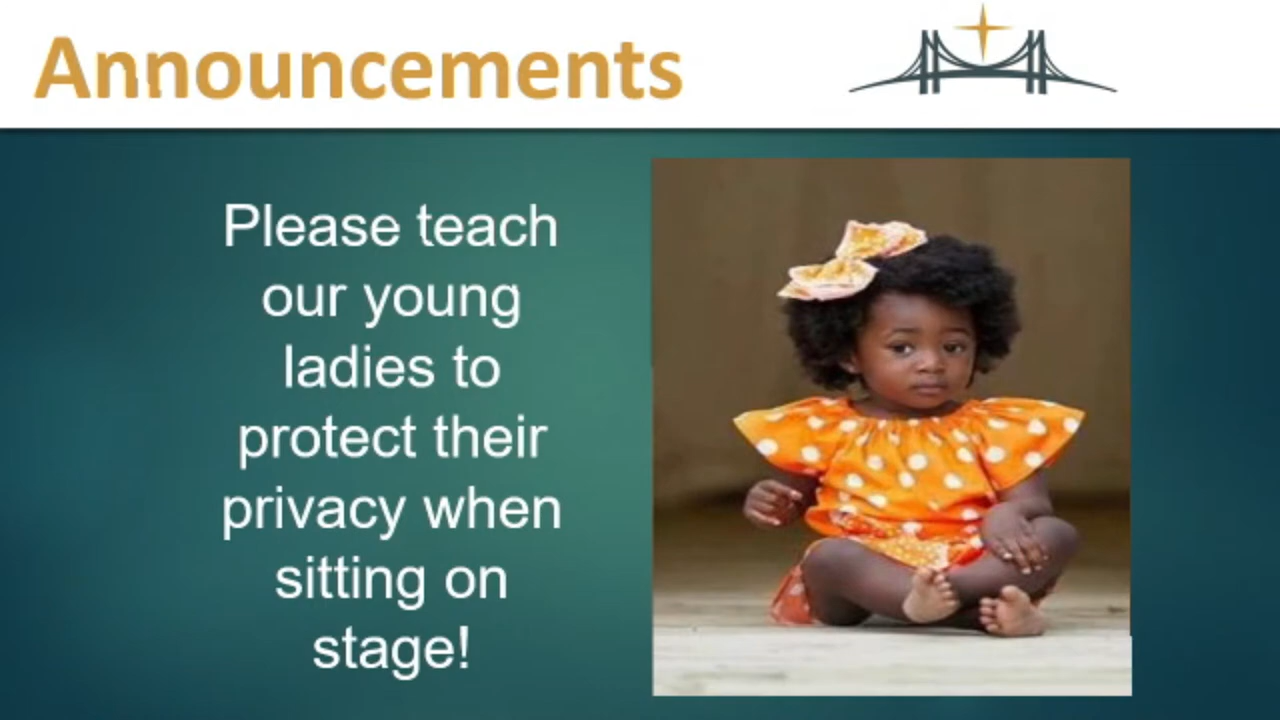 Announcements
Please teach
our young
ladies to
protect their
privacy when
sitting on
stage!